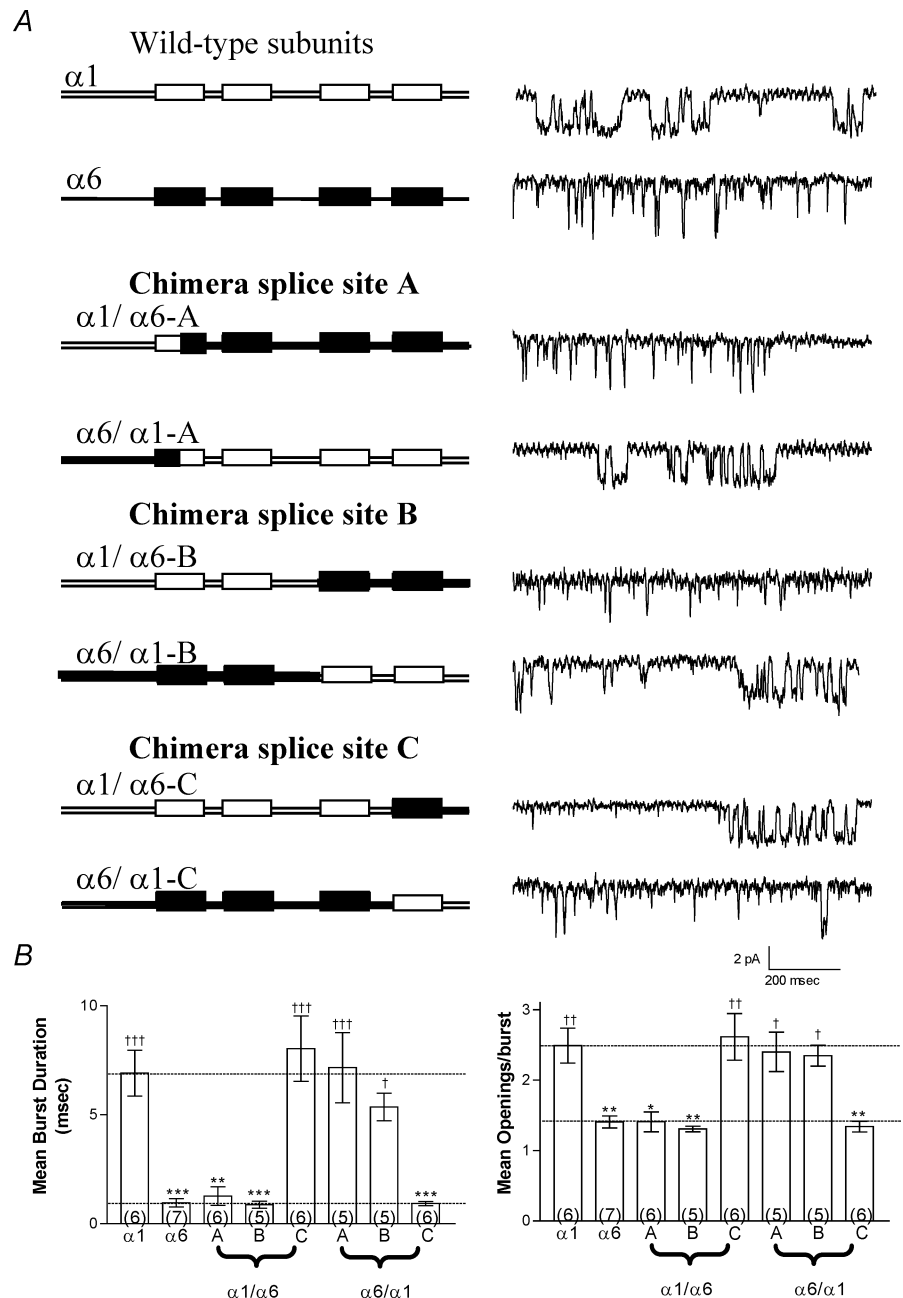 A
Wild-type subunits
α1
α6
Chimera splice site A
α1/ α6-A
α6/ α1-A
Chimera splice site B
α1/ α6-B
α6/ α1-B
Chimera splice site C
α1/ α6-C
α6/ α1-C
2 pA
200 msec
B
Mean Burst Duration
(msec)
10
5
0
††† *** ** *** ††† ††† † ***
(6) (7) (6) (5) (6) (5) (5) (6)
α1 α6 A B C A B C
α1/α6 α6/α1
Mean Openings/burst
3
2
1
0
†† ** * ** †† † † **
(6) (7) (6) (5) (6) (5) (5) (6)
α1 α6 A B C A B C
α1/α6 α6/α1